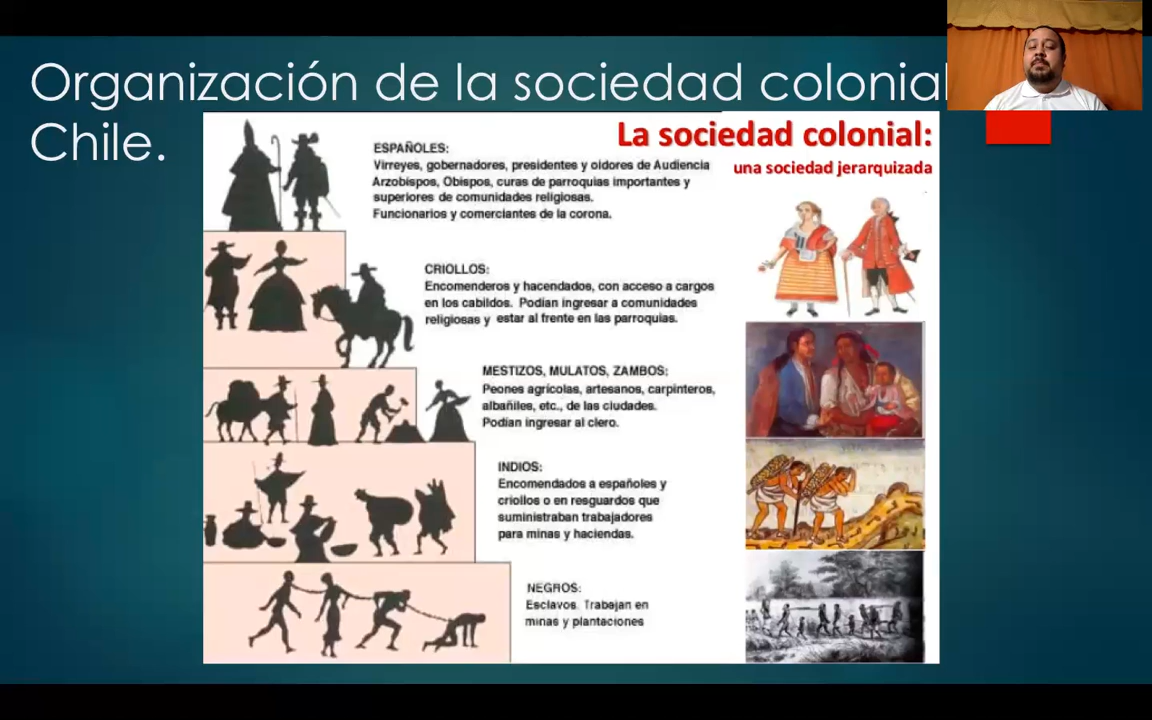 Organización de la sociedad colonial
Chile.
La sociedad colonial:
una sociedad jerarquizada
ESPAÑOLES:
Virreyes, gobernadores, presidentes y oidores de Audiencia
Arzobispos, Obispos, curas de parroquias importantes y
superiores de comunidades religiosas.
Funcionarios y comerciantes de la corona.
CRIOLLOS:
Encomenderos y hacendados, con acceso a cargos
en los cabildos. Podían ingresar a comunidades
religiosas y estar al frente en las parroquias.
MESTIZOS, MULATOS, ZAMBOS:
Peones agrícolas, artesanos, carpinteros,
albañiles, etc., de las ciudades.
Podían ingresar al clero.
INDIOS:
Encomendados a españoles y
criollos o en resguardos que
suministraban trabajadores
para minas y haciendas.
NEGROS:
Esclavos. Trabajan en
minas y plantaciones